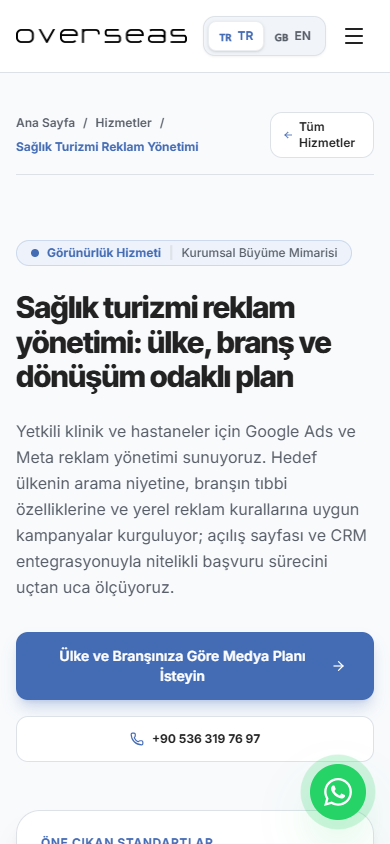 overseas
TR TR GB EN
Ana Sayfa / Hizmetler /
Sağlık Turizmi Reklam Yönetimi
← Tüm
Hizmetler
Görünürlük Hizmeti | Kurumsal Büyüme Mimarisi
Sağlık turizmi reklam
yönetimi: ülke, branş ve
dönüşüm odaklı plan
Yetkili klinik ve hastaneler için Google Ads ve
Meta reklam yönetimi sunuyoruz. Hedef
ülkenin arama niyetine, branşın tıbbi
özelliklerine ve yerel reklam kurallarına uygun
kampanyalar kurguluyor; açılış sayfası ve CRM
entegrasyonuyla nitelikli başvuru sürecini
uçtan uca ölçüyoruz.
Ülke ve Branşınıza Göre Medya Planı
İsteyin →
+90 536 319 76 97
ÖNE ÇIKAN STANDARTLAR